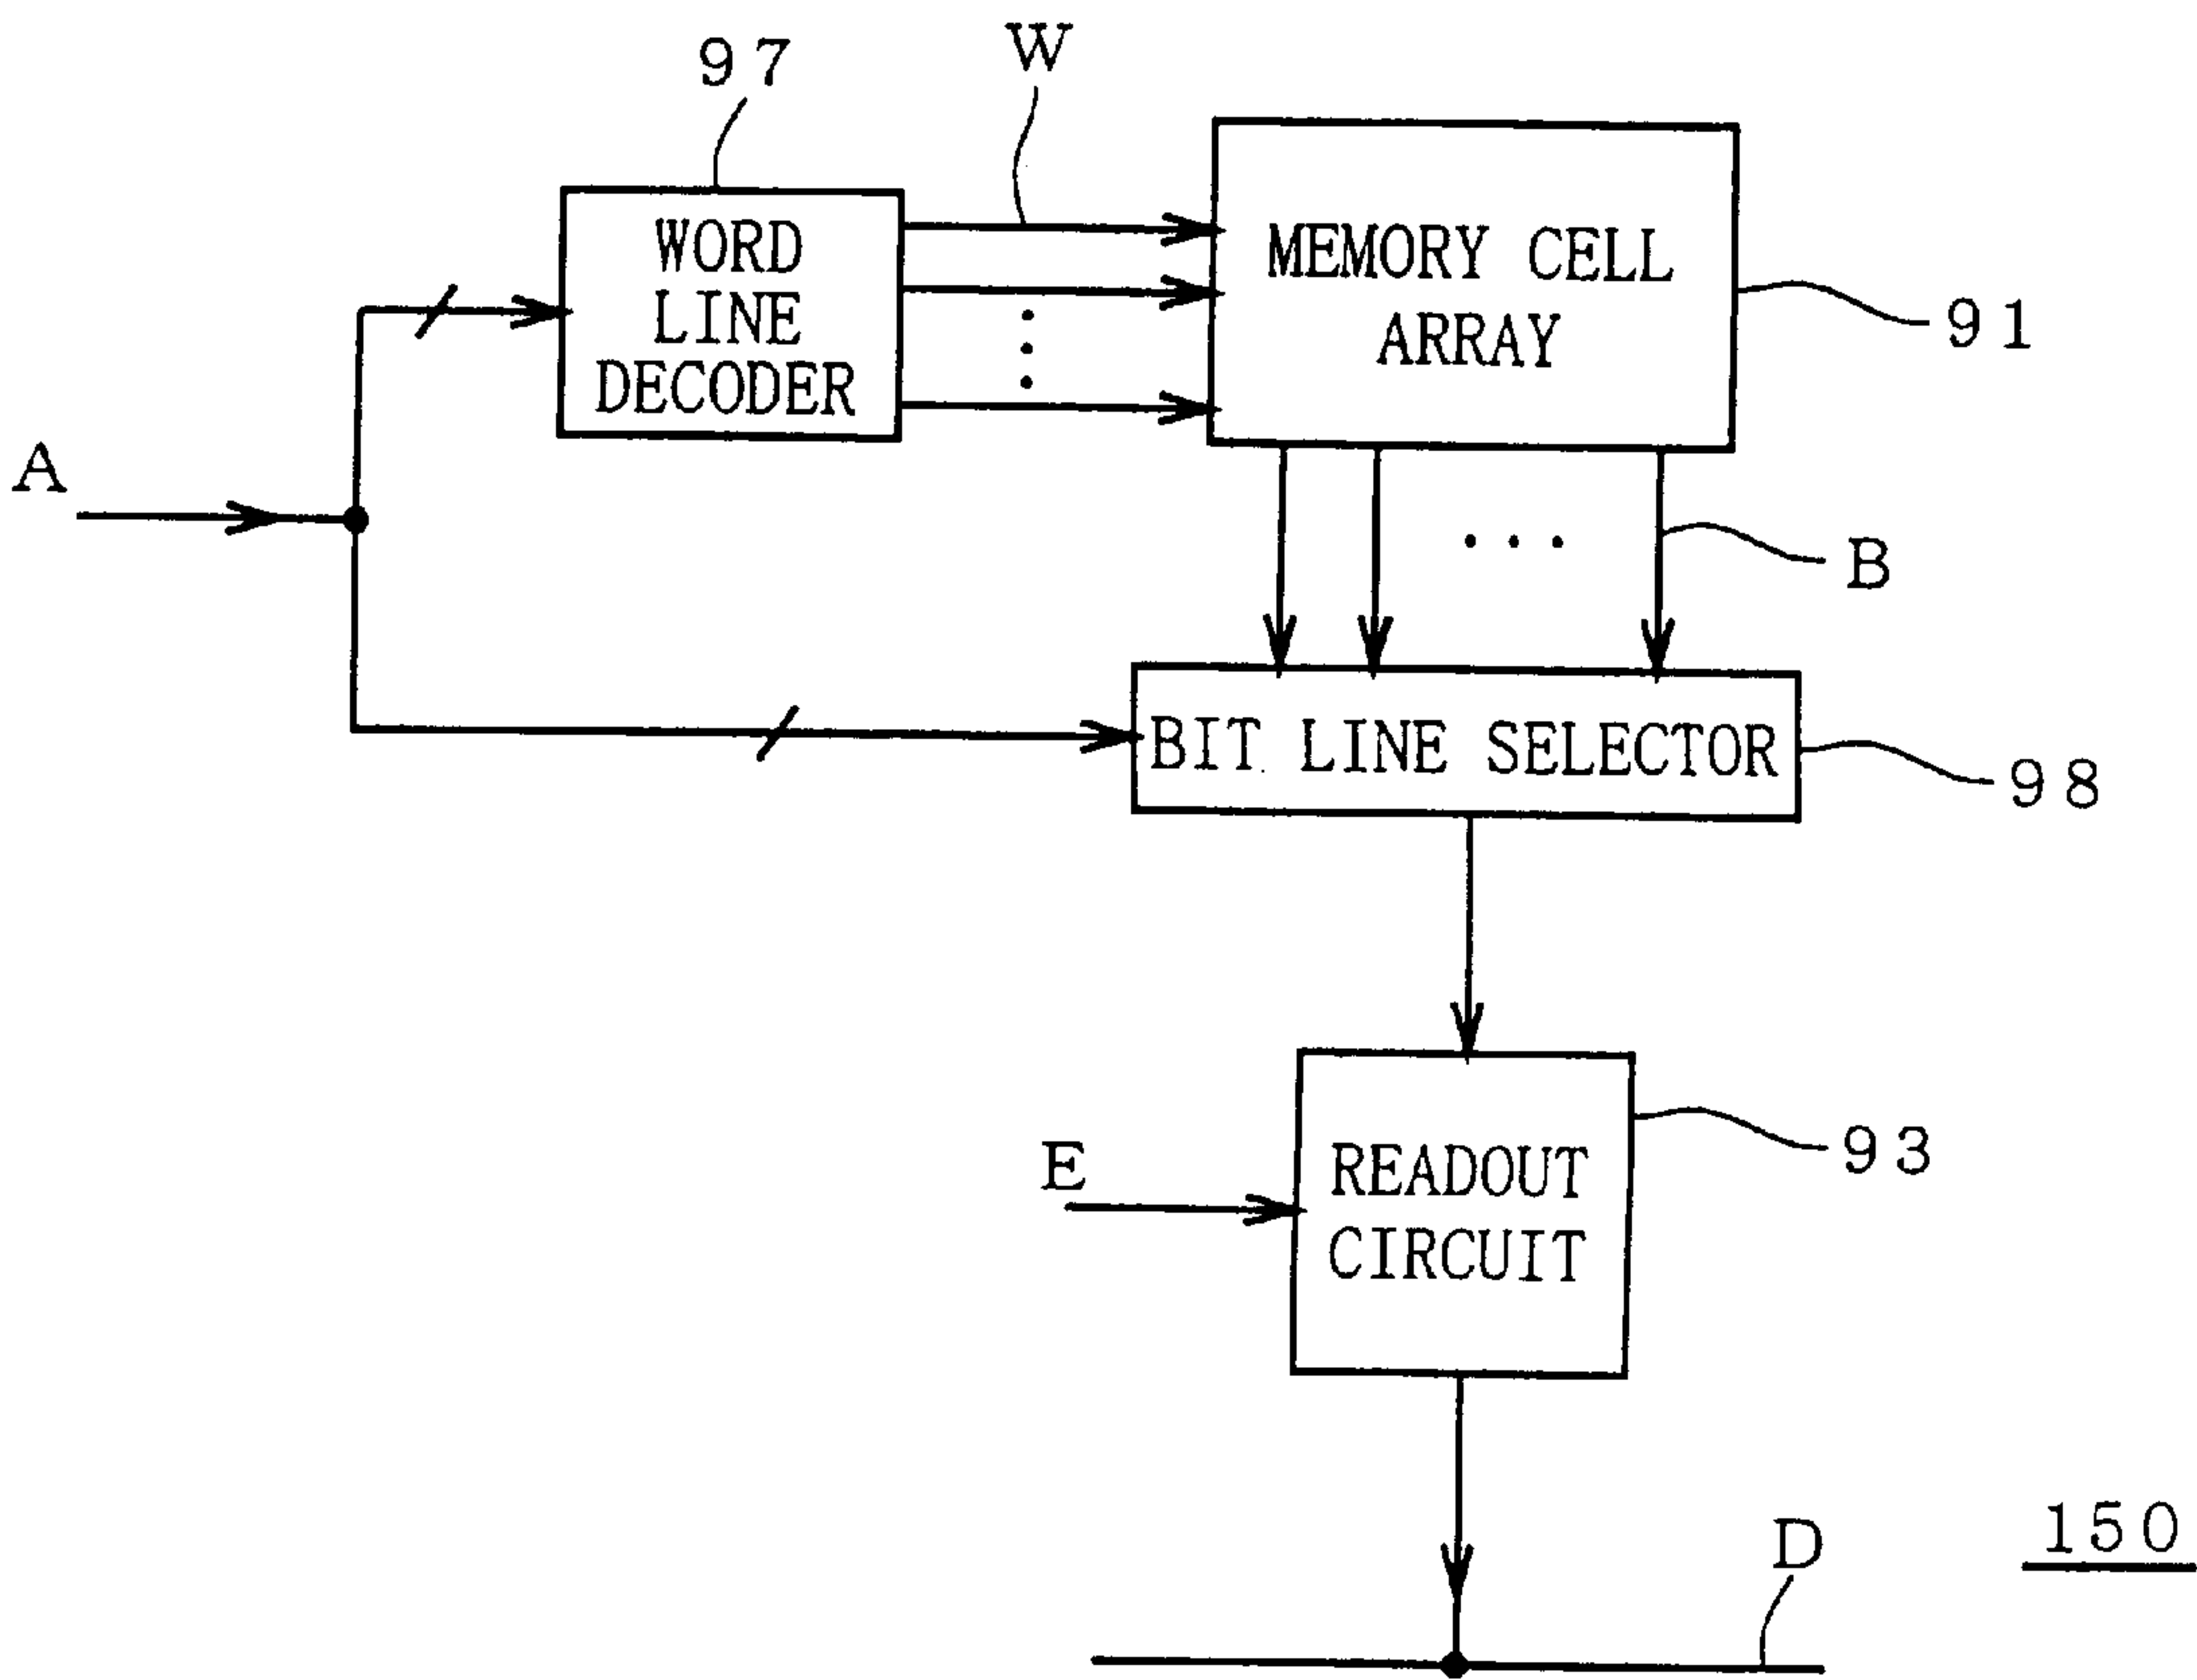 97
W
WORD
LINE
DECODER
MEMORY CELL
ARRAY
91
A
B
BIT LINE SELECTOR
98
E
READOUT
CIRCUIT
93
D
150